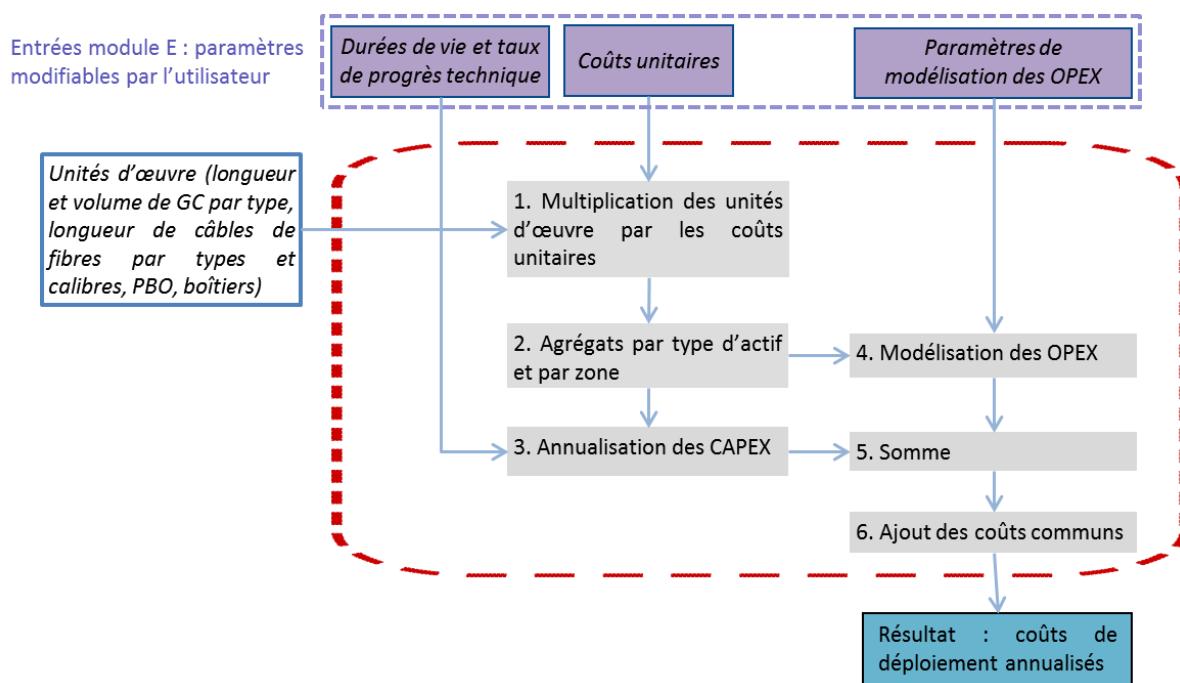 Entrées module E : paramètres
modifiables par l’utilisateur
Durées de vie et taux
de progrès technique
Coûts unitaires
Paramètres de
modélisation des OPEX
Unités d’œuvre (longueur
et volume de GC par type,
longueur de câbles de
fibres par types et
calibres, PBO, boîtiers)
1. Multiplication des unités
d’œuvre par les coûts
unitaires
2. Agrégats par type d’actif
et par zone
4. Modélisation des OPEX
3. Annualisation des CAPEX
5. Somme
6. Ajout des coûts communs
Résultat : coûts de
déploiement annualisés